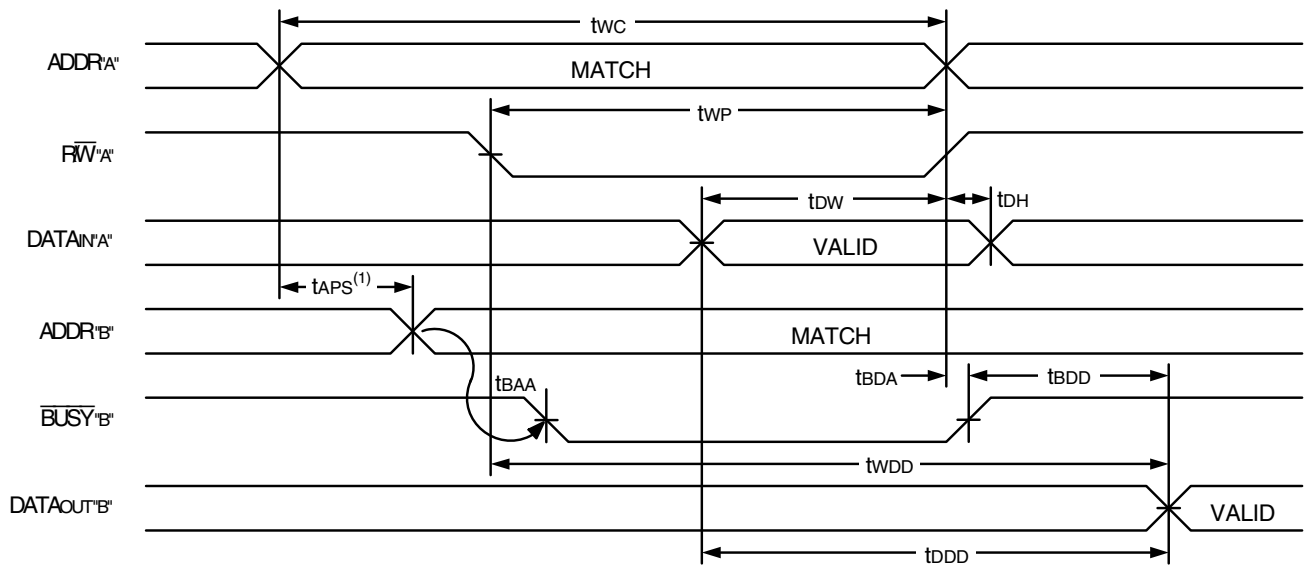 tWC
ADDR"A"
MATCH
tWP
R/W"A"
tDW
tDH
DATAIN"A"
VALID
tAPS(1)
ADDR"B"
MATCH
tBAA
tBDA
tBDD
BUSY"B"
tWDD
DATAOUT"B"
VALID
tDDD